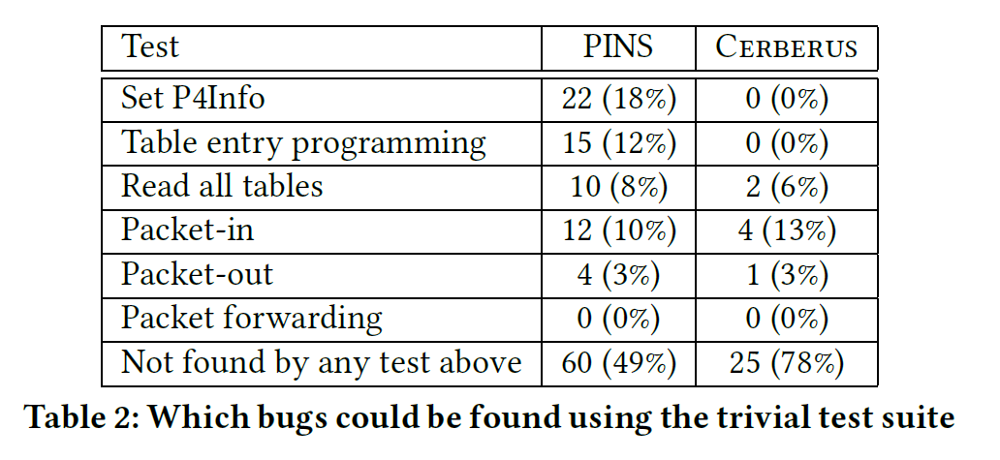 Test PINS CERBERUS
Set P4Info 22 (18%) 0 (0%)
Table entry programming 15 (12%) 0 (0%)
Read all tables 10 (8%) 2 (6%)
Packet-in 12 (10%) 4 (13%)
Packet-out 4 (3%) 1 (3%)
Packet forwarding 0 (0%) 0 (0%)
Not found by any test above 60 (49%) 25 (78%)
Table 2: Which bugs could be found using the trivial test suite